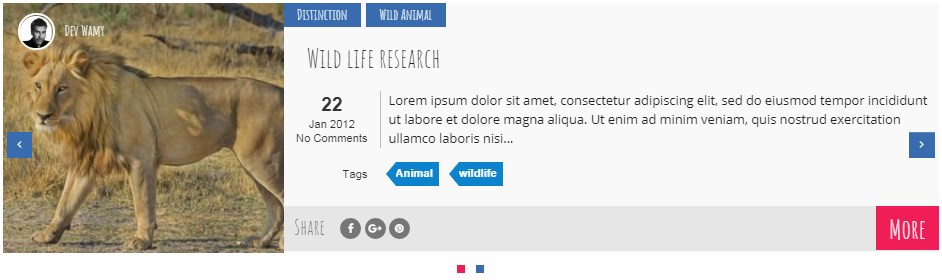 Dev Wamy
Distinction
Wild Animal
Wild life research
22
Jan 2012
No Comments
Lorem ipsum dolor sit amet, consectetur adipiscing elit, sed do eiusmod tempor incididunt
ut labore et dolore magna aliqua. Ut enim ad minim veniam, quis nostrud exercitation
ullamco laboris nisi...
Tags
Animal
wildlife
Share
More